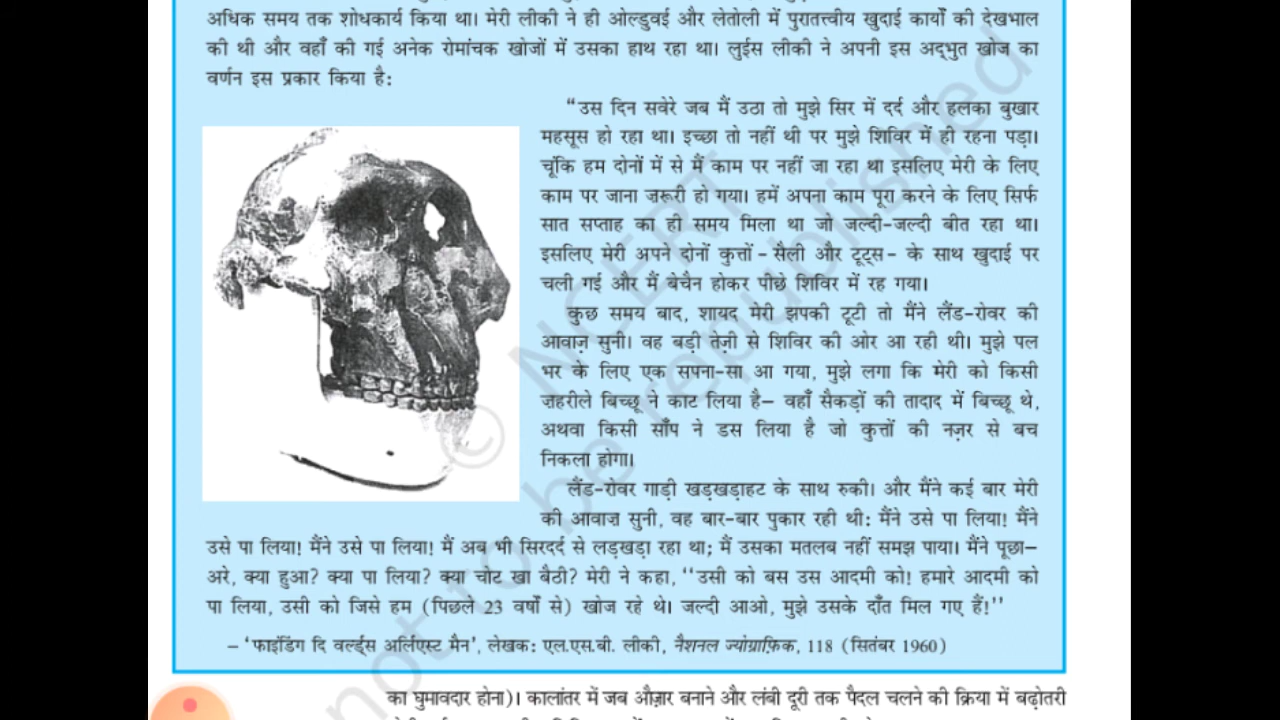 अधिक समय तक शोधकार्य किया था। मेरी लीकी ने ही ओल्डुवई और लेतोली में पुरातत्त्वीय खुदाई कार्यों की देखभाल
की थी और वहाँ की गई अनेक रोमांचक खोजों में उसका हाथ रहा था। लुईस लीकी ने अपनी इस अद्भुत खोज का
वर्णन इस प्रकार किया है:
“उस दिन सवेरे जब मैं उठा तो मुझे सिर में दर्द और हलका बुखार
महसूस हो रहा था। इच्छा तो नहीं थी पर मुझे शिविर में ही रहना पड़ा।
चूंकि हम दोनों में से मैं काम पर नहीं जा रहा था इसलिए मेरी के लिए
काम पर जाना ज़रूरी हो गया। हमें अपना काम पूरा करने के लिए सिर्फ
सात सप्ताह का ही समय मिला था जो जल्दी-जल्दी बीत रहा था।
इसलिए मेरी अपने दोनों कुत्तों - सैली और टूट्स- के साथ खुदाई पर
चली गई और मैं बेचैन होकर पीछे शिविर में रह गया।
कुछ समय बाद, शायद मेरी झपकी टूटी तो मैंने लैंड-रोवर की
आवाज़ सुनी। वह बड़ी तेज़ी से शिविर की ओर आ रही थी। मुझे पल
भर के लिए एक सपना-सा आ गया, मुझे लगा कि मेरी को किसी
ज़हरीले बिच्छू ने काट लिया है– वहाँ सैकड़ों की तादाद में बिच्छू थे,
अथवा किसी साँप ने डस लिया है जो कुत्तों की नज़र से बच
निकला होगा।
लैंड-रोवर गाड़ी खड़खड़ाहट के साथ रुकी। और मैंने कई बार मेरी
की आवाज़ सुनी, वह बार-बार पुकार रही थी: मैंने उसे पा लिया! मैंने
उसे पा लिया! मैंने उसे पा लिया! मैं अब भी सिरदर्द से लड़खड़ा रहा था; मैं उसका मतलब नहीं समझ पाया। मैंने पूछा–
अरे, क्या हुआ? क्या पा लिया? क्या चोट खा बैठी? मेरी ने कहा, ‘‘उसी को बस उस आदमी को! हमारे आदमी को
पा लिया, उसी को जिसे हम (पिछले 23 वर्षों से) खोज रहे थे। जल्दी आओ, मुझे उसके दाँत मिल गए हैं!’’
– ‘फाइंडिंग दि वर्ल्ड्स अर्लिएस्ट मैन’, लेखक: एल.एस.बी. लीकी, नैशनल ज्योग्राफ़िक, 118 (सितंबर 1960)
का घुमावदार होना)। कालांतर में जब औज़ार बनाने और लंबी दूरी तक पैदल चलने की क्रिया में बढ़ोतरी
© NCERT
not to be republished